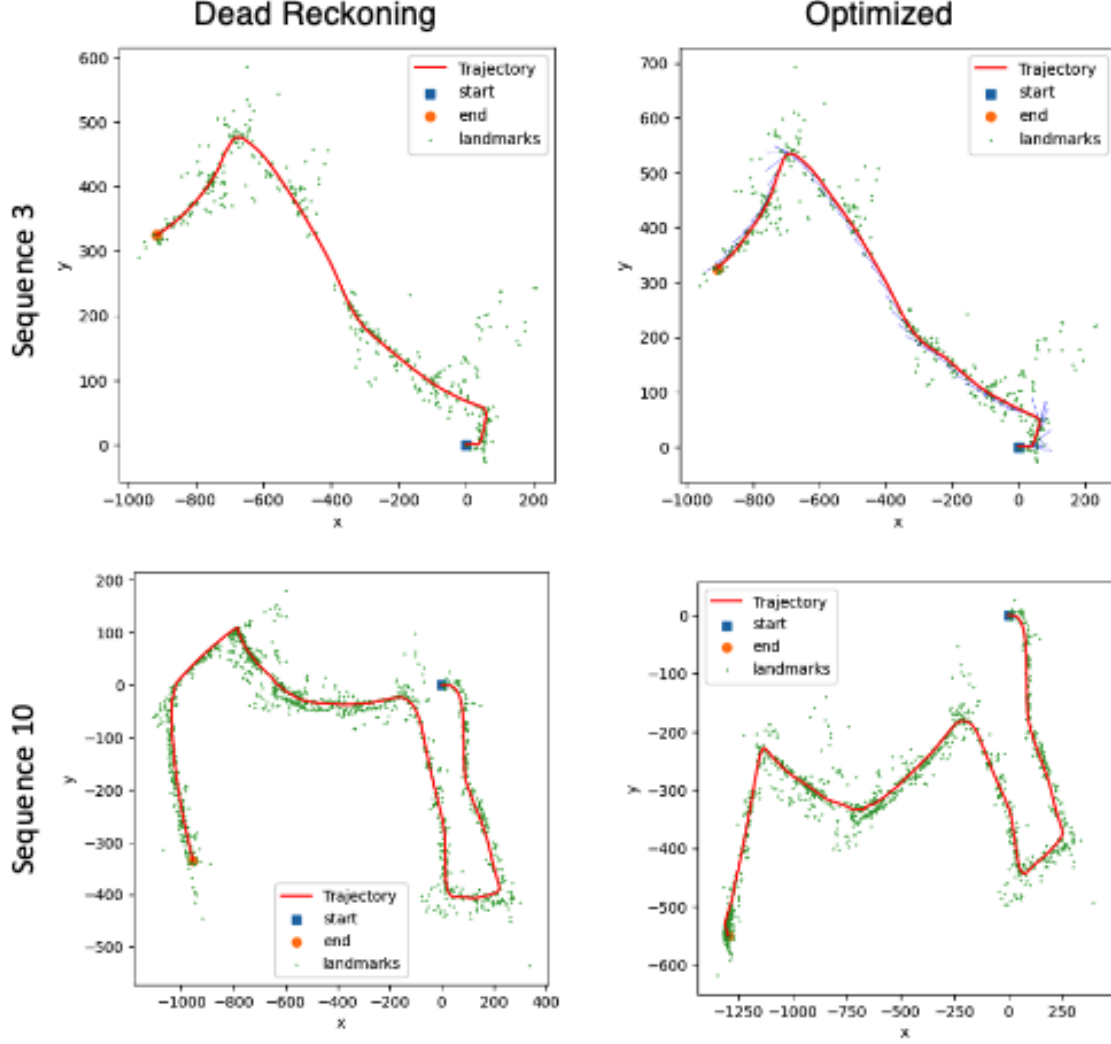 Dead Reckoning
Optimized
Sequence 3
600
500
400
300
200
100
0
y
−1000
−800
−600
−400
−200
0
200
x
Trajectory
start
end
landmarks
700
600
500
400
300
200
100
0
y
−1000
−800
−600
−400
−200
0
200
x
Trajectory
start
end
landmarks
Sequence 10
200
100
0
−100
−200
−300
−400
−500
y
−1000
−800
−600
−400
−200
0
200
400
x
Trajectory
start
end
landmarks
0
−100
−200
−300
−400
−500
−600
y
−1250
−1000
−750
−500
−250
0
250
x
Trajectory
start
end
landmarks